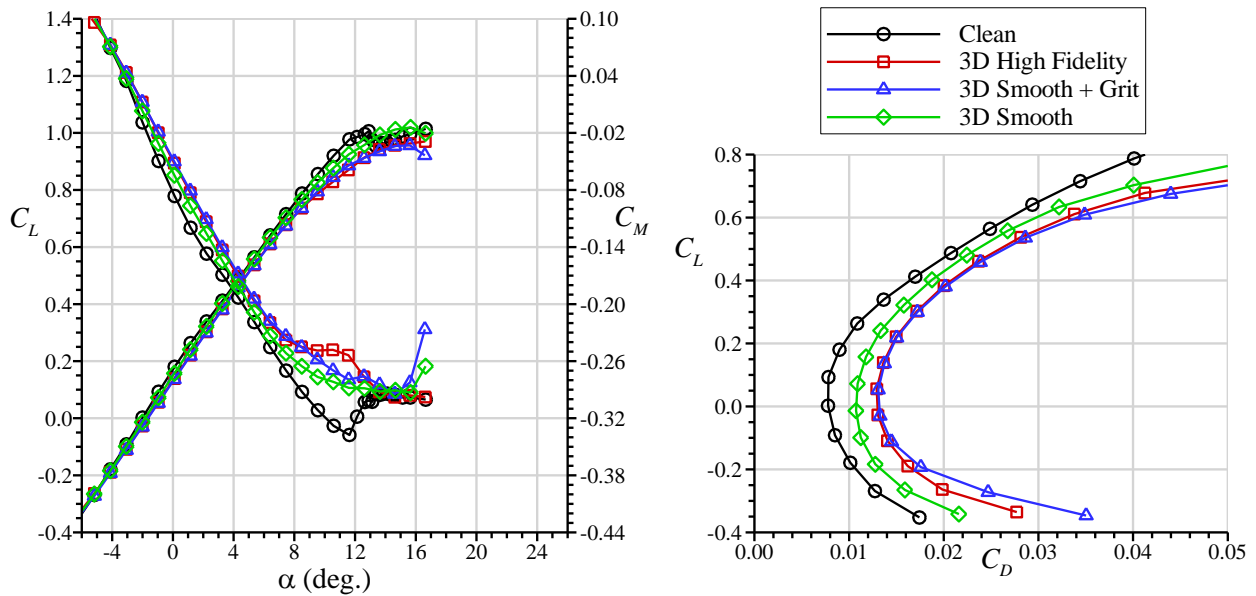 1.4
1.2
1.0
0.8
0.6
0.4
0.2
0.0
-0.2
-0.4
C_L
0.10
0.04
-0.02
-0.08
-0.14
-0.20
-0.26
-0.32
-0.38
-0.44
C_M
-4 0 4 8 12 16 20 24
α (deg.)
Clean
3D High Fidelity
3D Smooth + Grit
3D Smooth
0.8
0.6
0.4
0.2
0.0
-0.2
-0.4
C_L
0.00 0.01 0.02 0.03 0.04 0.05
C_D